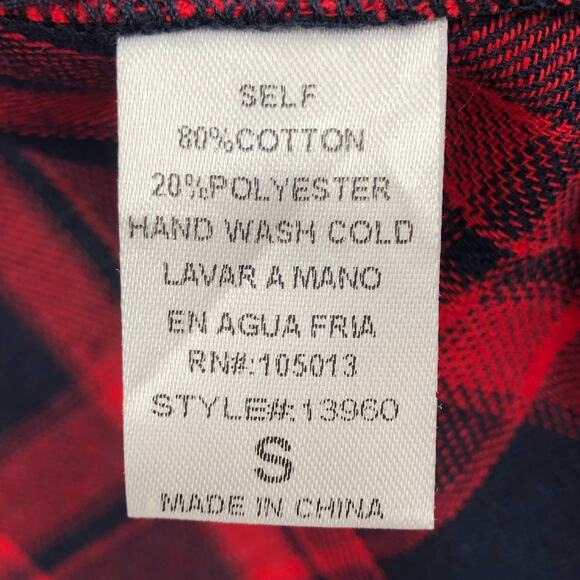 SELF
80%COTTON
20%POLYESTER
HAND WASH COLD
LAVAR A MANO
EN AGUA FRIA
RN#:105013
STYLE#:13960
S
MADE IN CHINA